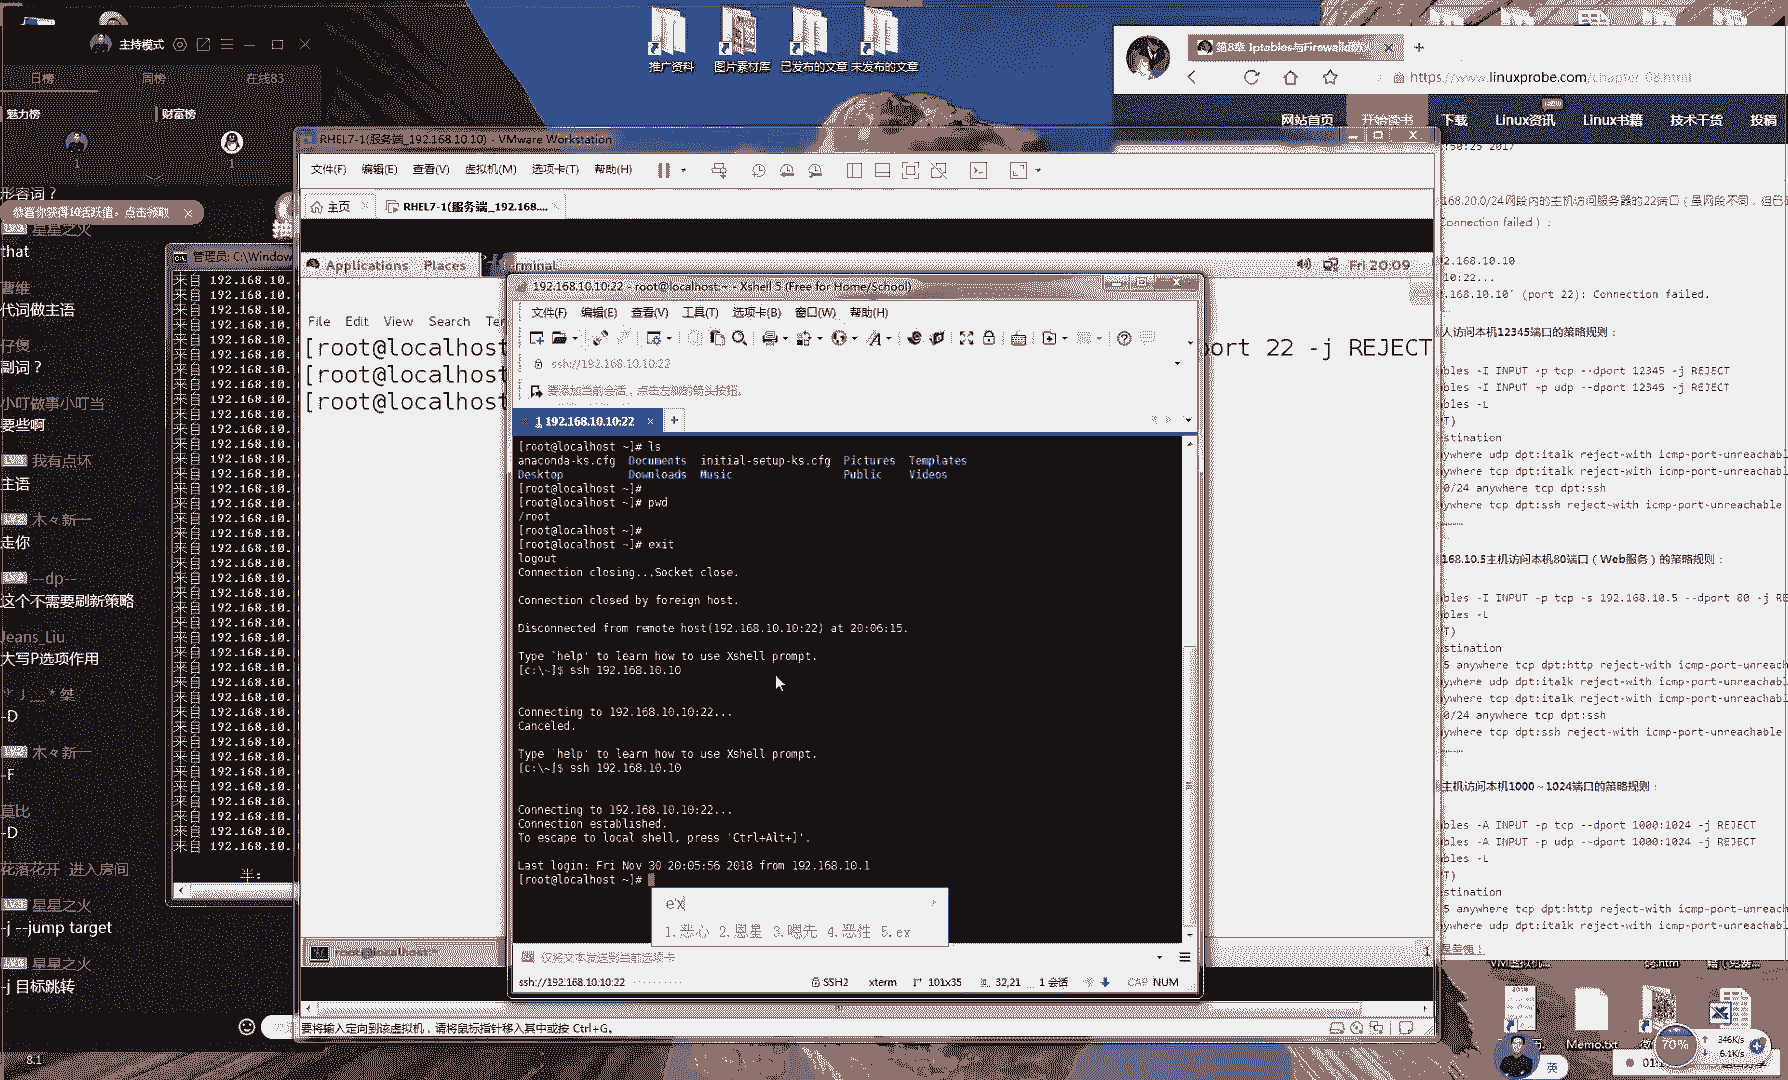 主持模式
日榜 周榜 在线83
魅力榜 财富榜
1 1
形容词？
恭喜你获得10活跃值，点击领取
星星之火
that
曹维
代词做主语
仔煲
副词？
小叮做事小叮当
要些啊
我有点坏
主语
木々新一
走你
--dp--
这个不需要刷新策略
Jeans_Liu
大写P选项作用
-D
木々新一
-F
莫比
-D
花落花开 进入房间
星星之火
-j --jump target
星星之火
-j 目标跳转
8.1
推广资料
图片素材库
已发布的文章
未发布的文章
管理员: C:\Window
来自 192.168.10.
半:
RHEL7-1(服务端_192.168.10.10) - VMware Workstation
文件(F) 编辑(E) 查看(V) 虚拟机(M) 选项卡(T) 帮助(H)
主页 RHEL7-1(服务端_192.168....
Applications Places Terminal Fri 20:09
File Edit View Search Ter
[root@localhost
[root@localhost
[root@localhost
port 22 -j REJECT
192.168.10.10:22 - root@localhost:~ - Xshell 5 (Free for Home/School)
文件(F) 编辑(E) 查看(V) 工具(T) 选项卡(B) 窗口(W) 帮助(H)
ssh://192.168.10.10:22
要添加当前会话，点击左侧的箭头按钮。
1 192.168.10.10:22
[root@localhost ~]# ls
anaconda-ks.cfg Documents initial-setup-ks.cfg Pictures Templates
Desktop Downloads Music Public Videos
[root@localhost ~]#
[root@localhost ~]# pwd
/root
[root@localhost ~]#
[root@localhost ~]# exit
logout
Connection closing...Socket close.
Connection closed by foreign host.
Disconnected from remote host(192.168.10.10:22) at 20:06:15.
Type `help' to learn how to use Xshell prompt.
[c:\~]$ ssh 192.168.10.10
Connecting to 192.168.10.10:22...
Canceled.
Type `help' to learn how to use Xshell prompt.
[c:\~]$ ssh 192.168.10.10
Connecting to 192.168.10.10:22...
Connection established.
To escape to local shell, press 'Ctrl+Alt+]'.
Last login: Fri Nov 30 20:05:56 2018 from 192.168.10.1
[root@localhost ~]#
e'x
1.恶心 2.恩星 3.嗯先 4.恶性 5.ex
仅将文本发送到当前选项卡
ssh://192.168.10.10:22 SSH2 xterm 101x35 32,21 1 会话 CAP NUM
要将输入定向到该虚拟机，请将鼠标指针移入其中或按 Ctrl+G。
第8章 Iptables与Firewalld防火
https://www.linuxprobe.com/chapter-08.html
网站首页 开始读书 下载 Linux资讯 Linux书籍 技术干货 投稿
:50:25 2017
168.20.0/24网段内的主机访问服务器的22端口（虽网段不同，但已
Connection failed）：
2.168.10.10
10:22...
.168.10.10' (port 22): Connection failed.
人访问本机12345端口的策略规则：
bles -I INPUT -p tcp --dport 12345 -j REJECT
bles -I INPUT -p udp --dport 12345 -j REJECT
bles -L
T)
stination
ywhere udp dpt:italk reject-with icmp-port-unreachabl
ywhere tcp dpt:italk reject-with icmp-port-unreachabl
0/24 anywhere tcp dpt:ssh
ywhere tcp dpt:ssh reject-with icmp-port-unreachable
168.10.5主机访问本机80端口（Web服务）的策略规则：
bles -I INPUT -p tcp -s 192.168.10.5 --dport 80 -j RE
bles -L
T)
stination
5 anywhere tcp dpt:http reject-with icmp-port-unreach
ywhere udp dpt:italk reject-with icmp-port-unreachabl
ywhere tcp dpt:italk reject-with icmp-port-unreachabl
0/24 anywhere tcp dpt:ssh
ywhere tcp dpt:ssh reject-with icmp-port-unreachable
主机访问本机1000～1024端口的策略规则：
bles -A INPUT -p tcp --dport 1000:1024 -j REJECT
bles -A INPUT -p udp --dport 1000:1024 -j REJECT
bles -L
T)
stination
5 anywhere tcp dpt:http reject-with icmp-port-unreach
ywhere udp dpt:italk reject-with icmp-port-unreachabl
Memo.txt
70% 346K/s
6.1K/s
英